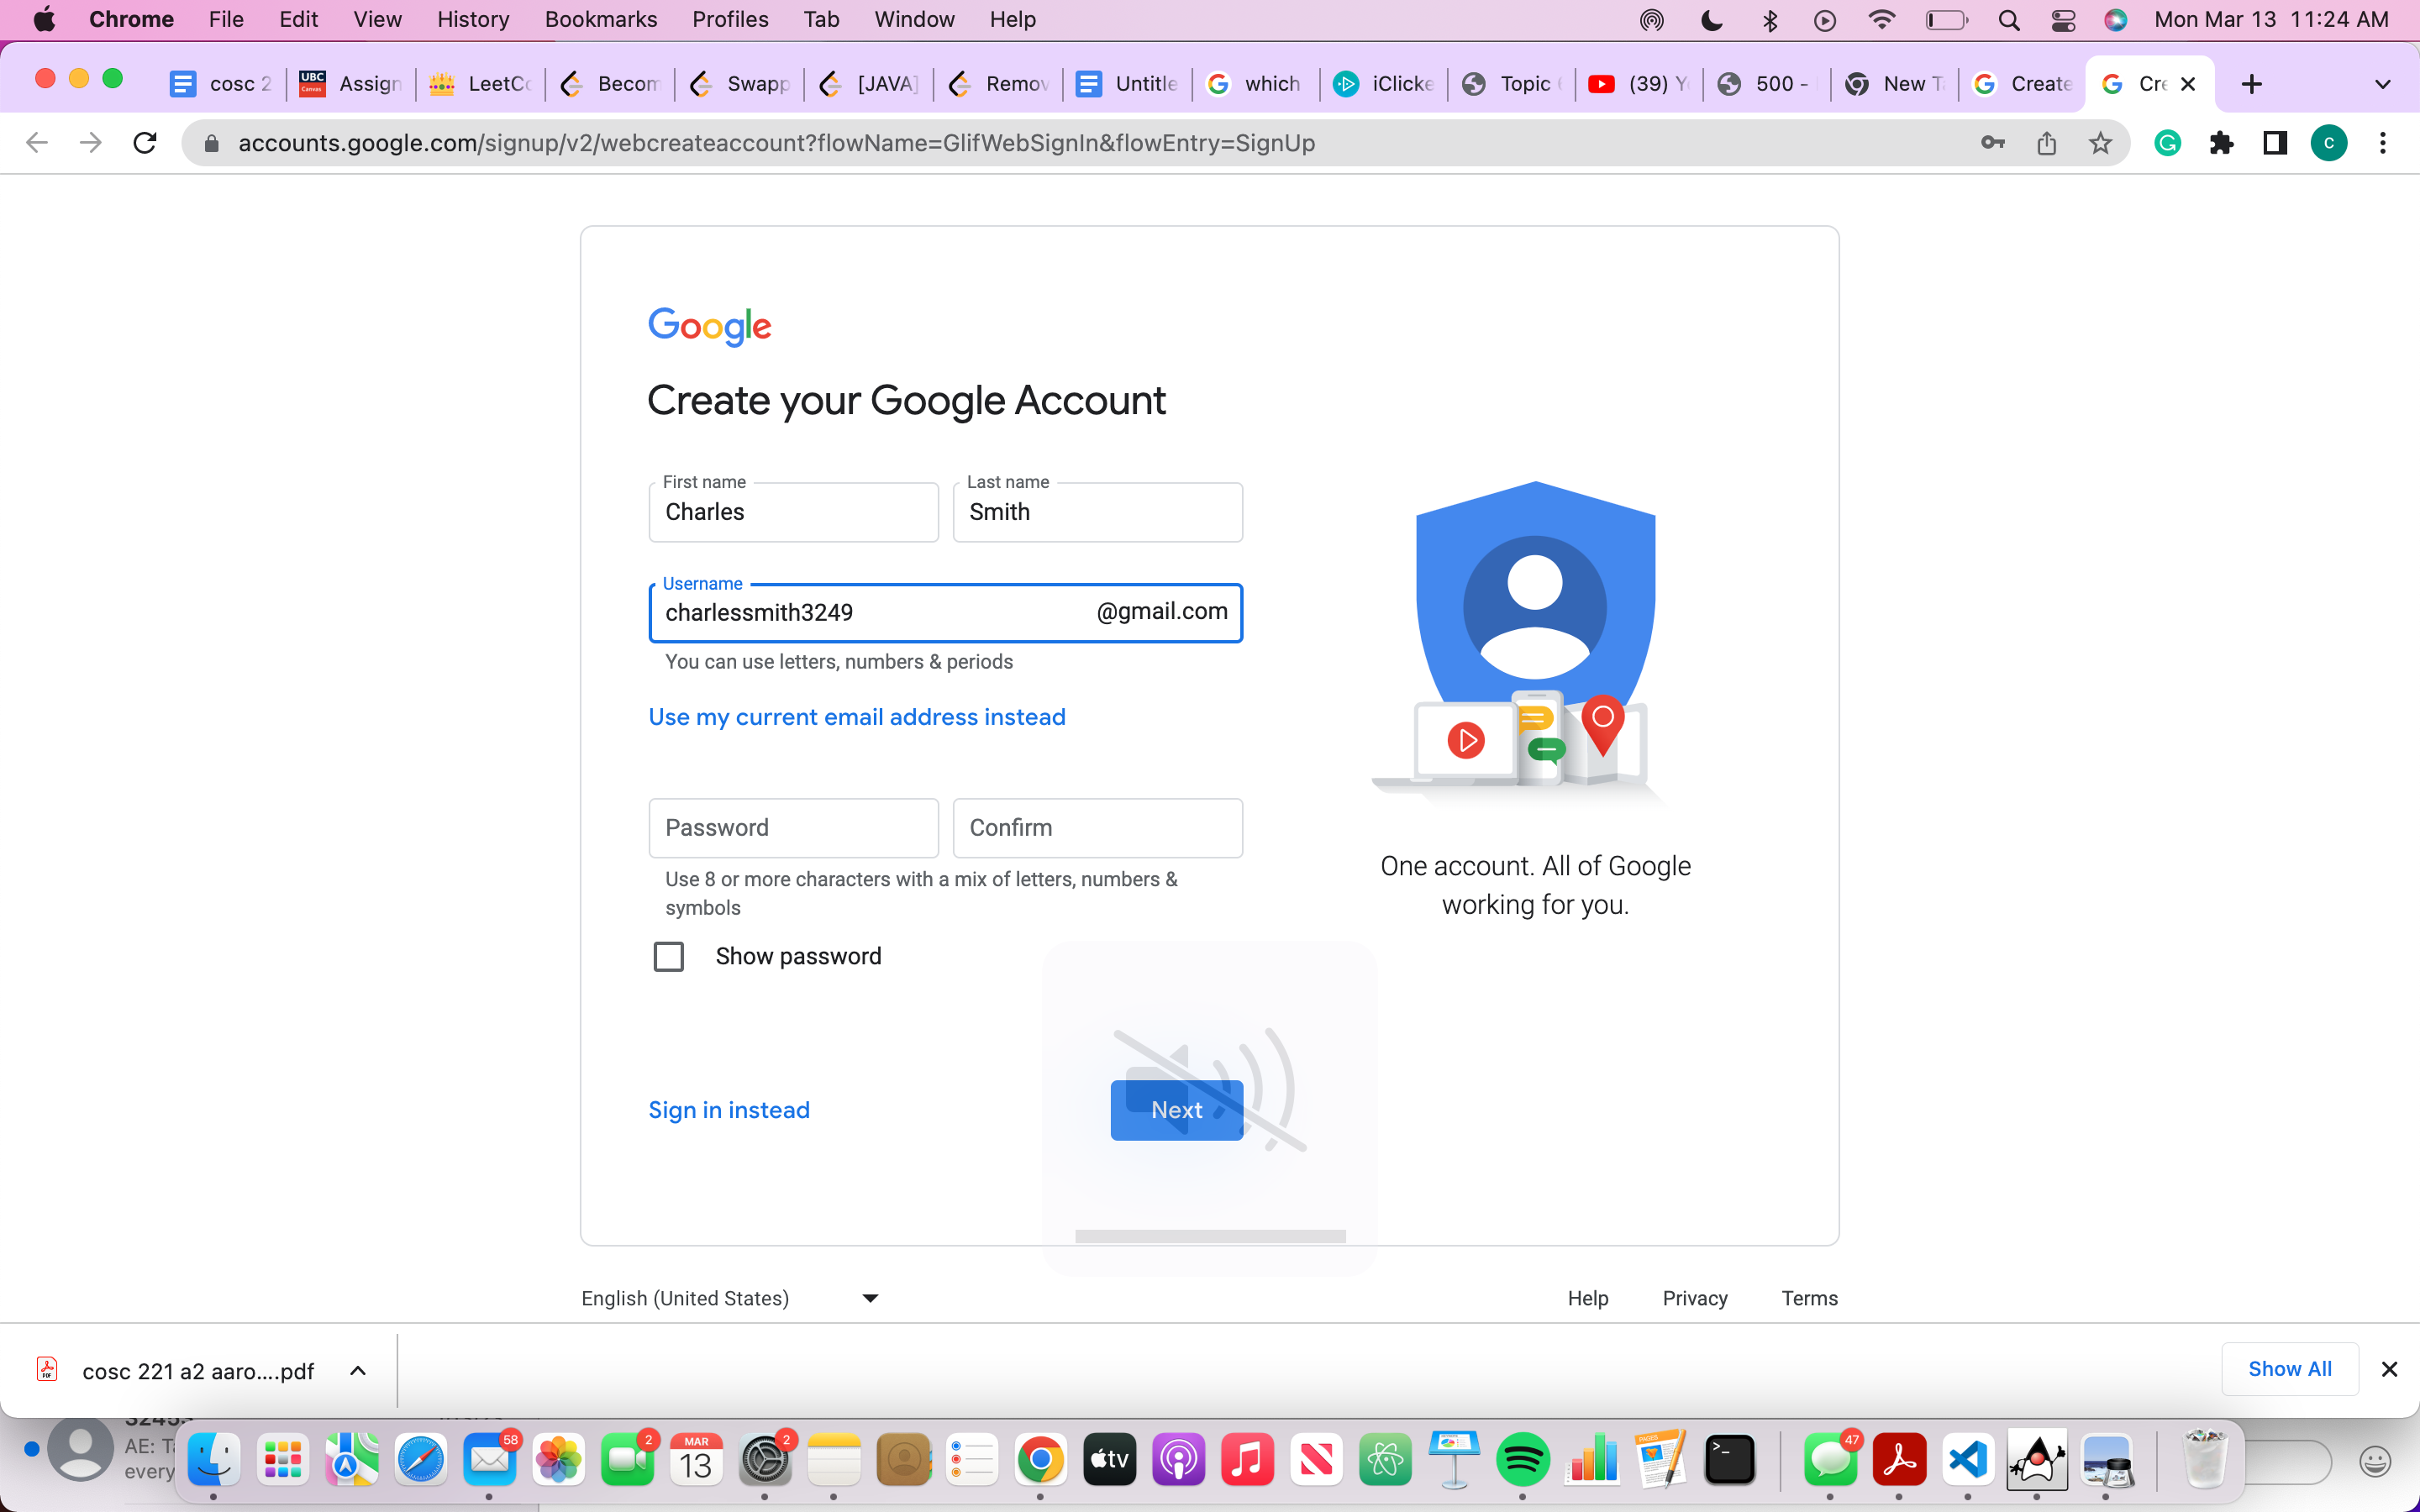 Chrome File Edit View History Bookmarks Profiles Tab Window Help Mon Mar 13 11:24 AM
cosc 2 UBC Canvas Assign LeetCo Becom Swapp [JAVA] Remov Untitle which iClicke Topic (39) 500 - New T Create Cre
accounts.google.com/signup/v2/webcreateaccount?flowName=GlifWebSignIn&flowEntry=SignUp C
Google
Create your Google Account
First name
Charles
Last name
Smith
Username
charlessmith3249 @gmail.com
You can use letters, numbers & periods
Use my current email address instead
Password Confirm
Use 8 or more characters with a mix of letters, numbers &
symbols
Show password
One account. All of Google
working for you.
Sign in instead Next
English (United States) Help Privacy Terms
cosc 221 a2 aaro....pdf Show All
AE:
every
58 2 MAR 13 2 tv PAGES 47